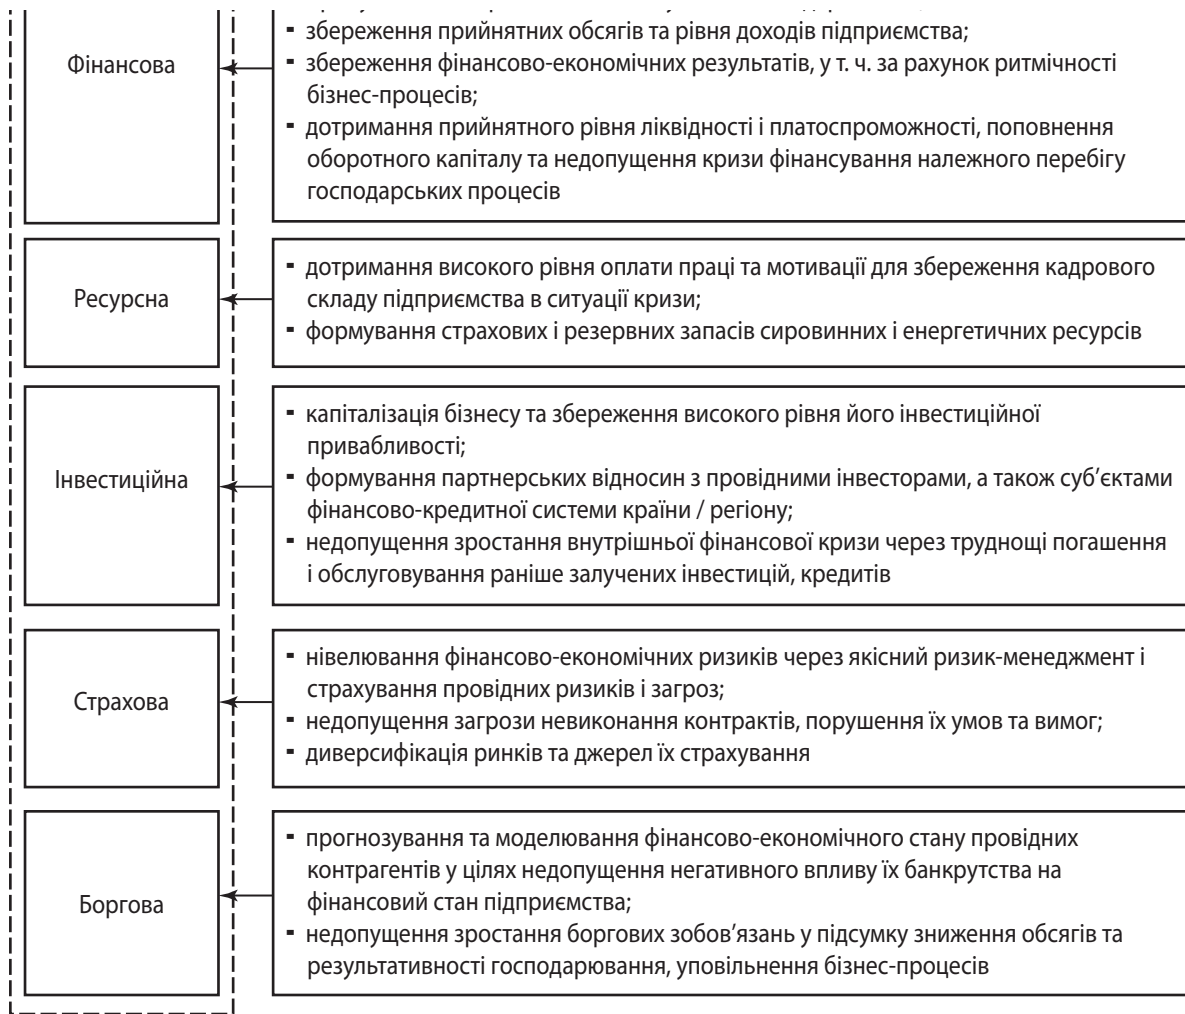 Фінансова
- збереження прийнятних обсягів та рівня доходів підприємства;
- збереження фінансово-економічних результатів, у т. ч. за рахунок ритмічності
бізнес-процесів;
- дотримання прийнятного рівня ліквідності і платоспроможності, поповнення
оборотного капіталу та недопущення кризи фінансування належного перебігу
господарських процесів
Ресурсна
- дотримання високого рівня оплати праці та мотивації для збереження кадрового
складу підприємства в ситуації кризи;
- формування страхових і резервних запасів сировинних і енергетичних ресурсів
Інвестиційна
- капіталізація бізнесу та збереження високого рівня його інвестиційної
привабливості;
- формування партнерських відносин з провідними інвесторами, а також суб’єктами
фінансово-кредитної системи країни / регіону;
- недопущення зростання внутрішньої фінансової кризи через труднощі погашення
і обслуговування раніше залучених інвестицій, кредитів
Страхова
- нівелювання фінансово-економічних ризиків через якісний ризик-менеджмент і
страхування провідних ризиків і загроз;
- недопущення загрози невиконання контрактів, порушення їх умов та вимог;
- диверсифікація ринків та джерел їх страхування
Боргова
- прогнозування та моделювання фінансово-економічного стану провідних
контрагентів у цілях недопущення негативного впливу їх банкрутства на
фінансовий стан підприємства;
- недопущення зростання боргових зобов’язань у підсумку зниження обсягів та
результативності господарювання, уповільнення бізнес-процесів